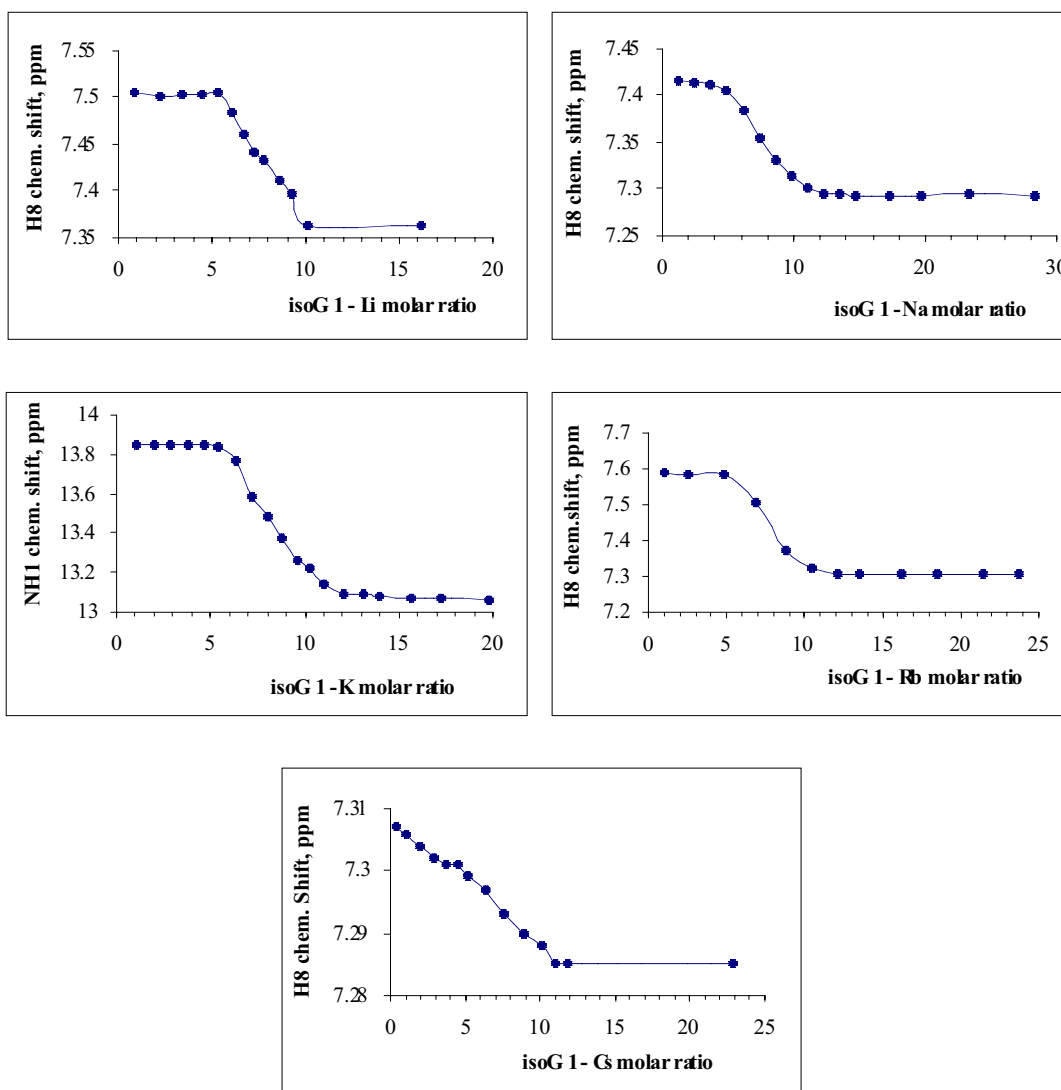 7.55
7.5
7.45
7.4
7.35
H8 chem. shift, ppm
0 5 10 15 20
isoG 1 - Li molar ratio
7.45
7.4
7.35
7.3
7.25
H8 chem. shift, ppm
0 10 20 30
isoG 1 - Na molar ratio
14
13.8
13.6
13.4
13.2
13
NH1 chem. shift, ppm
0 5 10 15 20
isoG 1 - K molar ratio
7.7
7.6
7.5
7.4
7.3
7.2
H8 chem.shift, ppm
0 5 10 15 20 25
isoG 1 - Rb molar ratio
7.31
7.3
7.29
7.28
H8 chem. Shift, ppm
0 5 10 15 20 25
isoG 1 - Cs molar ratio